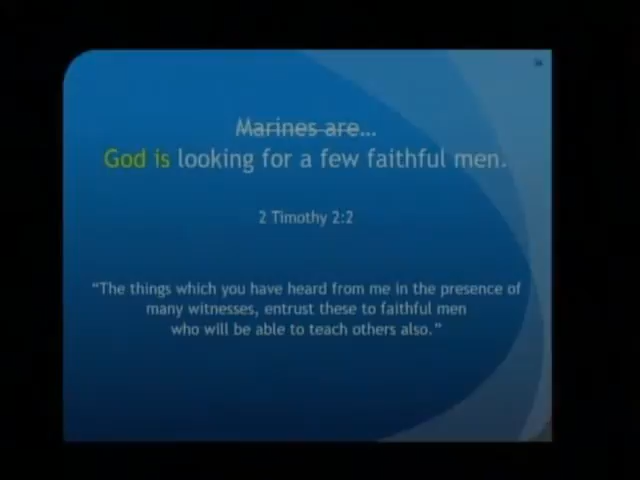 Marines are…
God is looking for a few faithful men.
2 Timothy 2:2
“The things which you have heard from me in the presence of
many witnesses, entrust these to faithful men
who will be able to teach others also.”